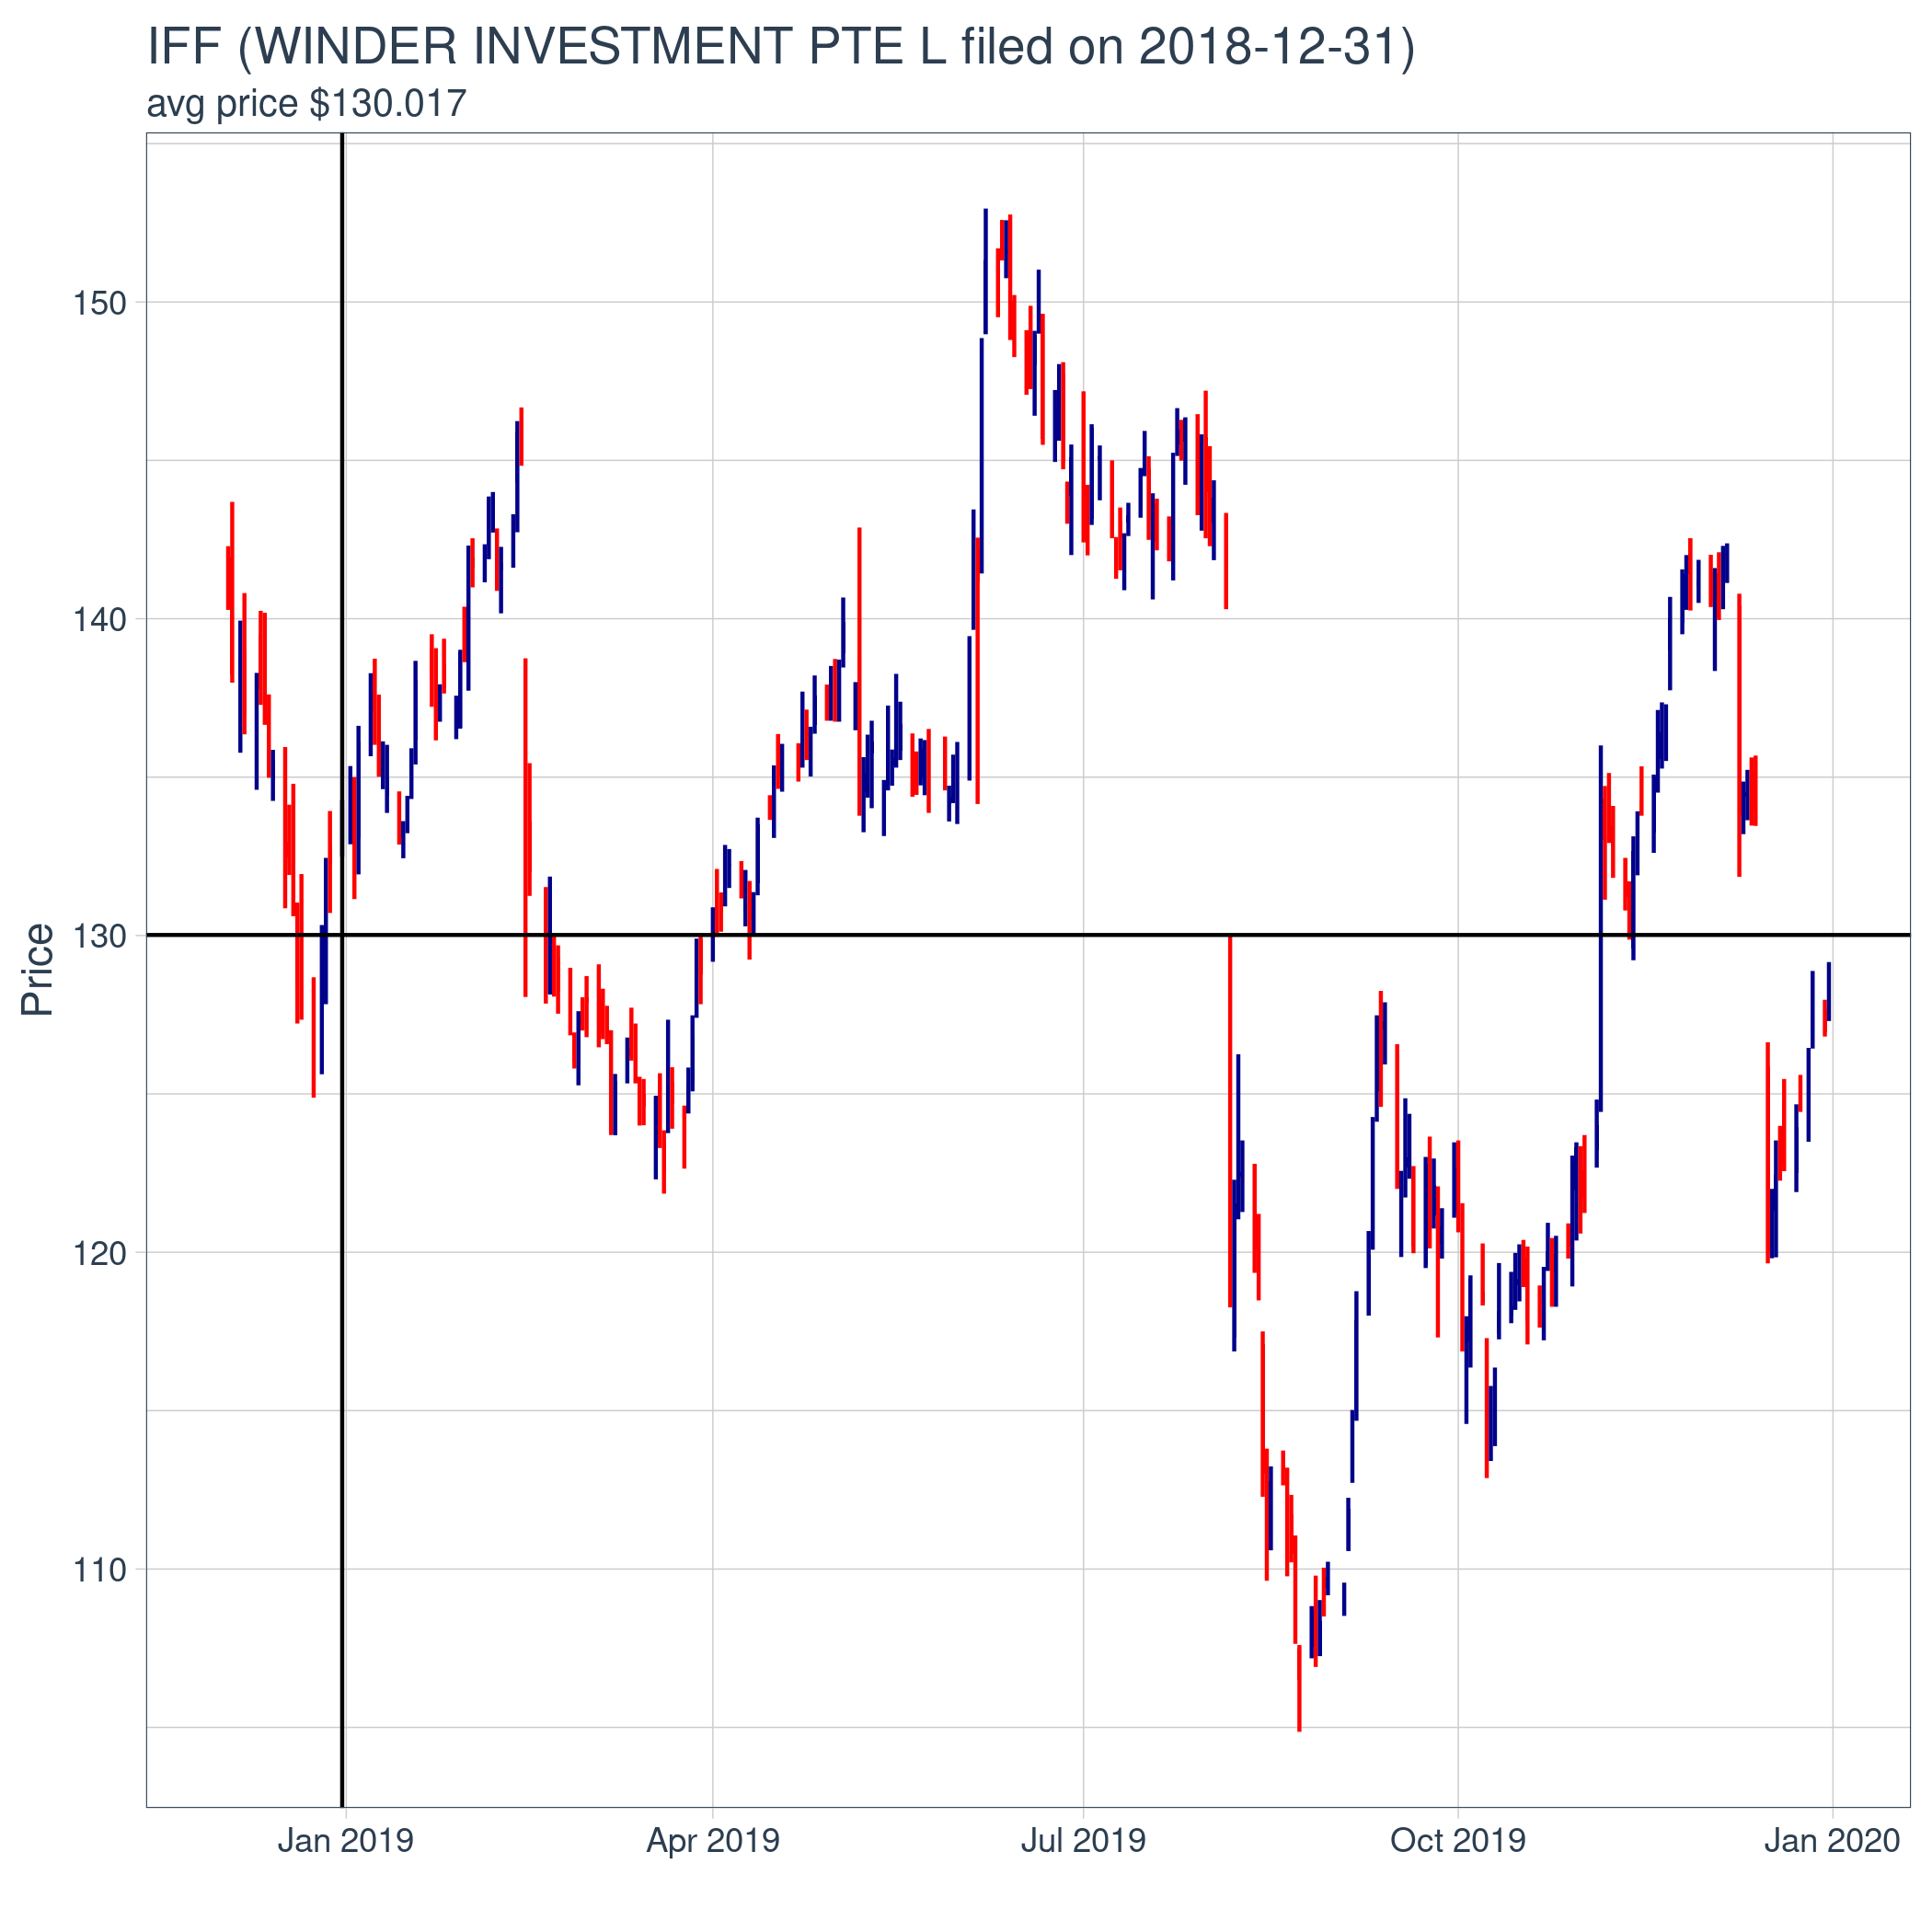 IFF (WINDER INVESTMENT PTE L filed on 2018-12-31)
avg price $130.017
Price
150
140
130
120
110
Jan 2019
Apr 2019
Jul 2019
Oct 2019
Jan 2020